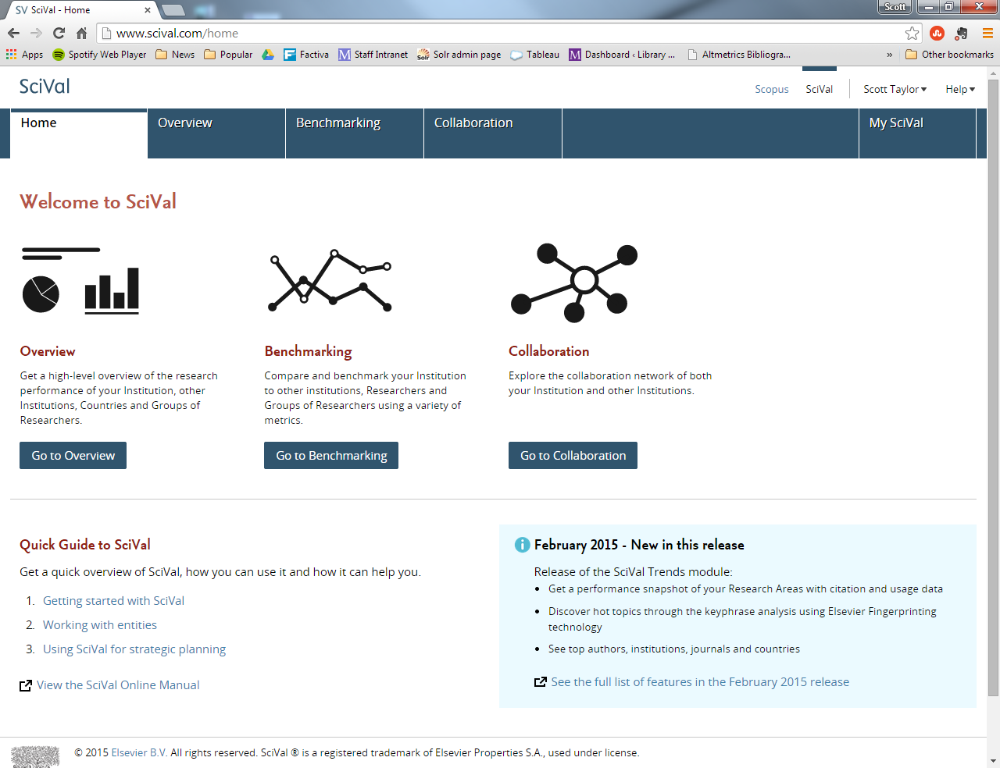 SV SciVal - Home
Scott
www.scival.com/home
Apps Spotify Web Player News Popular Factiva M Staff Intranet Solr Solr admin page Tableau M Dashboard ‹ Library ... Altmetrics Bibliogra... » Other bookmarks
SciVal
Scopus SciVal Scott Taylor Help
Home Overview Benchmarking Collaboration My SciVal
Welcome to SciVal
Overview
Get a high-level overview of the research
performance of your Institution, other
Institutions, Countries and Groups of
Researchers.
Go to Overview
Benchmarking
Compare and benchmark your Institution
to other institutions, Researchers and
Groups of Researchers using a variety of
metrics.
Go to Benchmarking
Collaboration
Explore the collaboration network of both
your Institution and other Institutions.
Go to Collaboration
Quick Guide to SciVal
Get a quick overview of SciVal, how you can use it and how it can help you.
1. Getting started with SciVal
2. Working with entities
3. Using SciVal for strategic planning
View the SciVal Online Manual
February 2015 - New in this release
Release of the SciVal Trends module:
• Get a performance snapshot of your Research Areas with citation and usage data
• Discover hot topics through the keyphrase analysis using Elsevier Fingerprinting
technology
• See top authors, institutions, journals and countries
See the full list of features in the February 2015 release
© 2015 Elsevier B.V. All rights reserved. SciVal ® is a registered trademark of Elsevier Properties S.A., used under license.